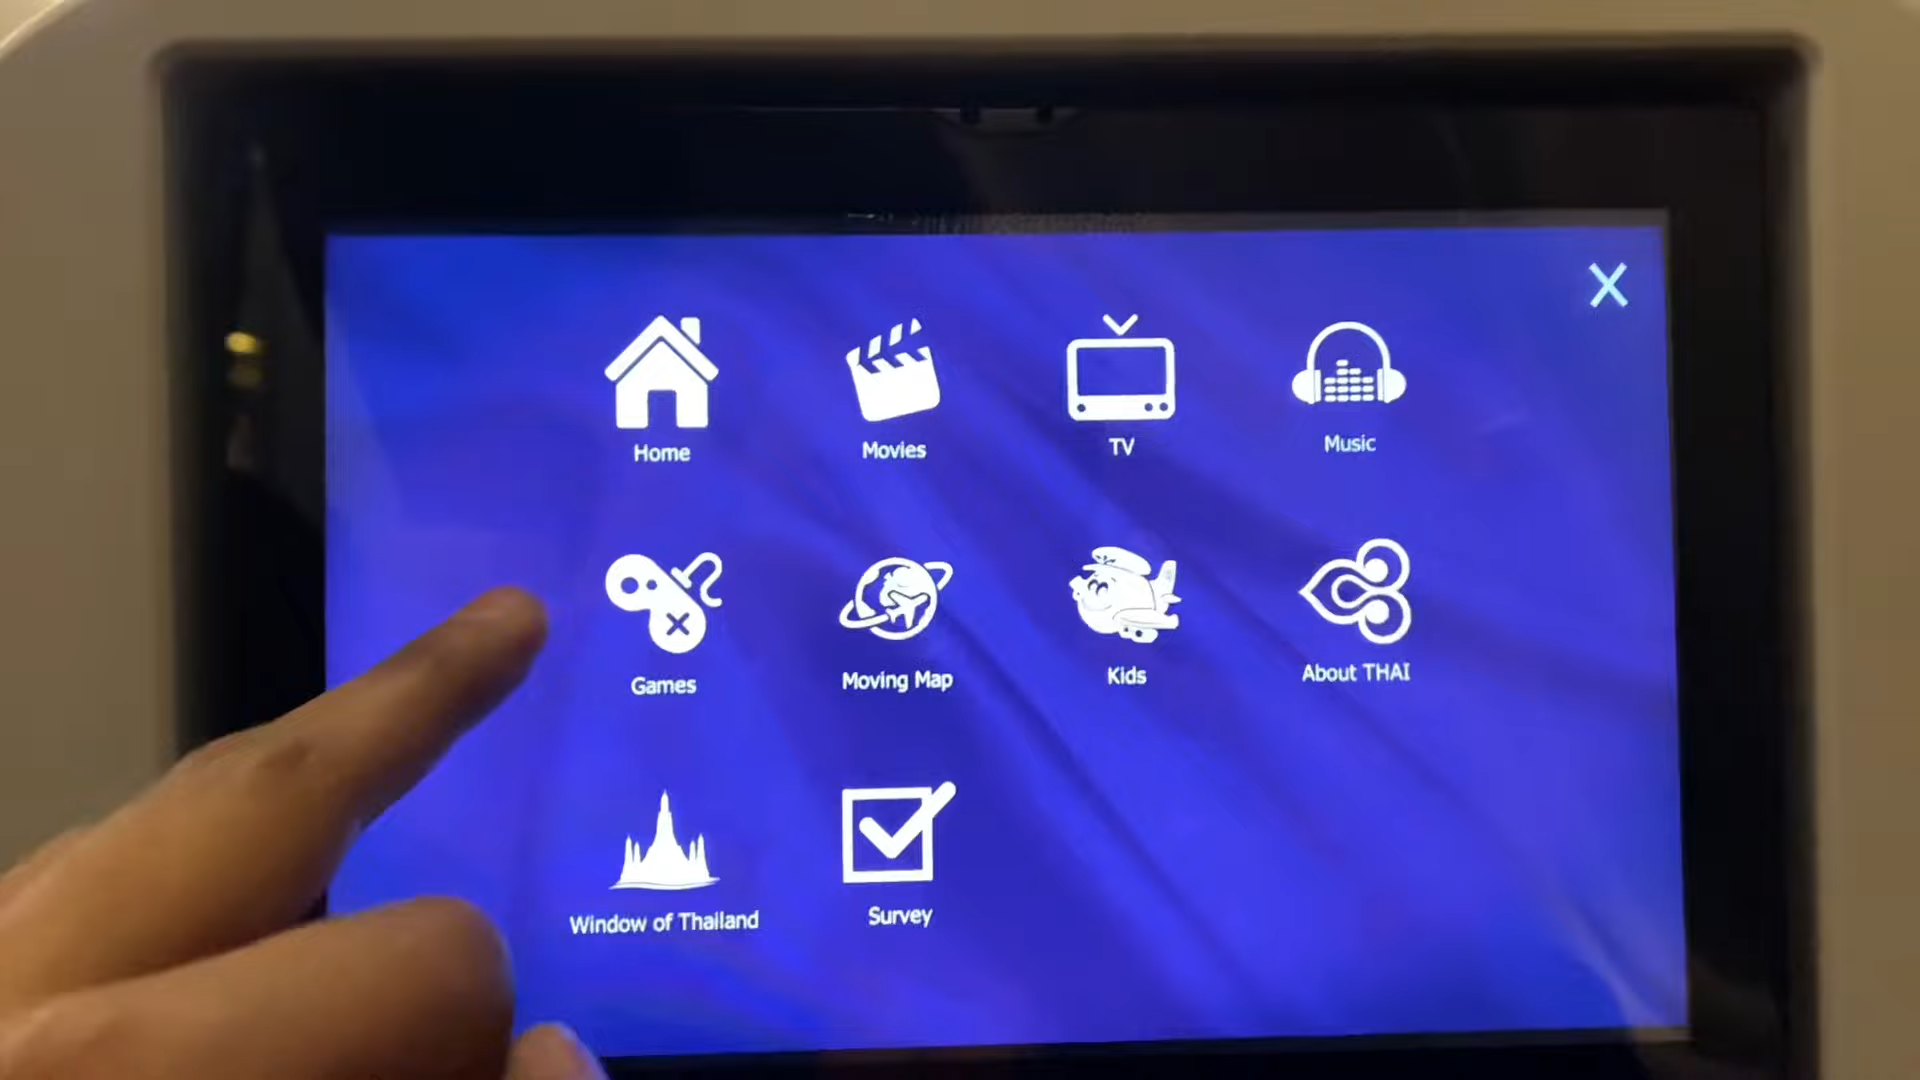 Home
Movies
TV
Music
Games
Moving Map
Kids
About THAI
Window of Thailand
Survey